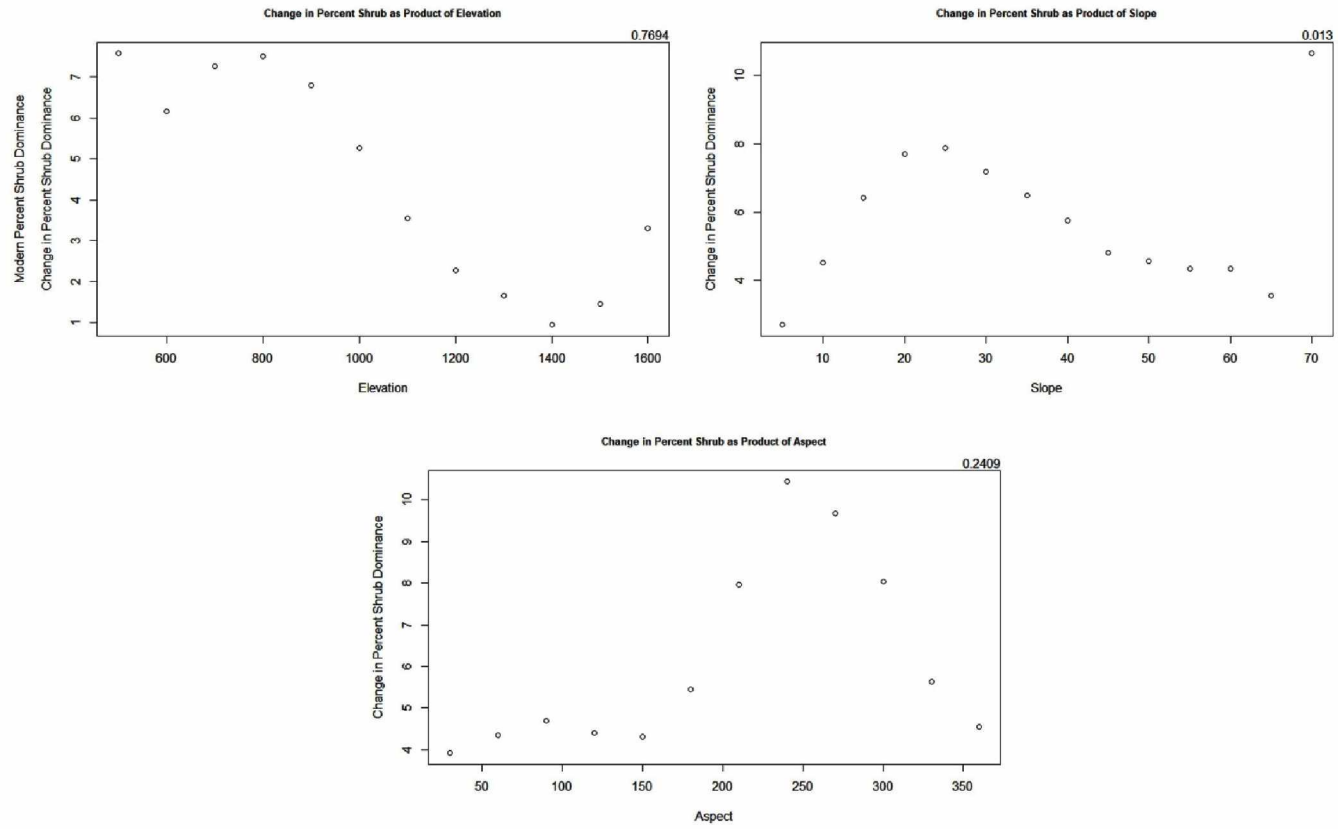 Change in Percent Shrub as Product of Elevation
0.7694
Modern Percent Shrub Dominance
Change in Percent Shrub Dominance
7
6
5
4
3
2
1
600 800 1000 1200 1400 1600
Elevation
Change in Percent Shrub as Product of Slope
0.013
Change in Percent Shrub Dominance
10
8
6
4
10 20 30 40 50 60 70
Slope
Change in Percent Shrub as Product of Aspect
0.2409
Change in Percent Shrub Dominance
10
9
8
7
6
5
4
50 100 150 200 250 300 350
Aspect